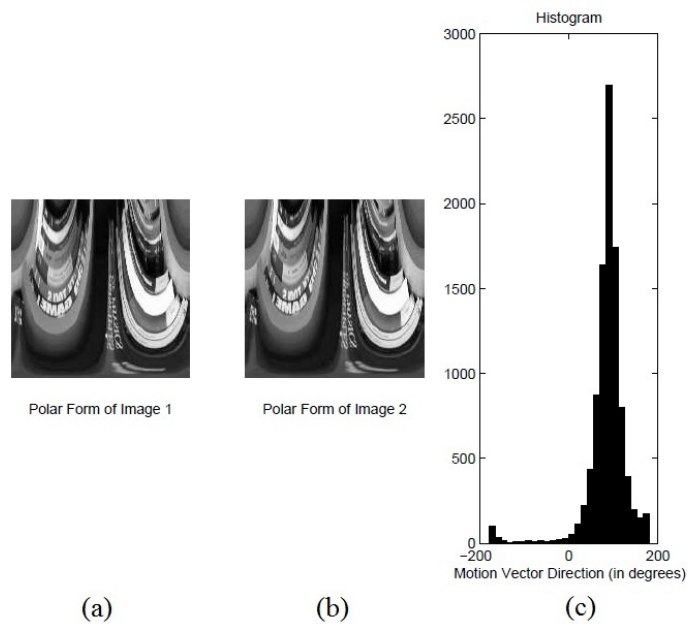 Histogram
3000
2500
2000
1500
1000
500
0
−200 0 200
Motion Vector Direction (in degrees)
Polar Form of Image 1
Polar Form of Image 2
(a) (b) (c)